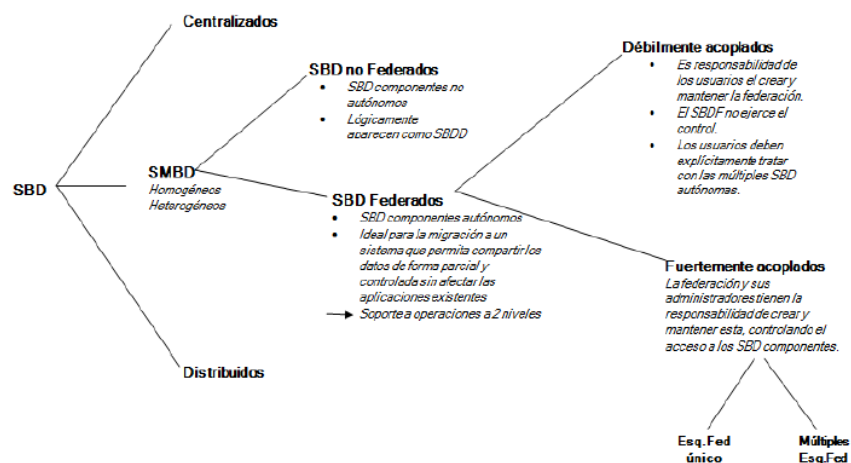 Centralizados
SBD no Federados
• SBD componentes no
autónomos
• Lógicamente
aparecen como SBDD
Débilmente acoplados
• Es responsabilidad de
los usuarios el crear y
mantener la federación.
• El SBDF no ejerce el
control.
• Los usuarios deben
explícitamente tratar
con las múltiples SBD
autónomas.
SBD
SMBD
Homogéneos
Heterogéneos
SBD Federados
• SBD componentes autónomos
• Ideal para la migración a un
sistema que permita compartir los
datos de forma parcial y
controlada sin afectar las
aplicaciones existentes
Soporte a operaciones a 2 niveles
Fuertemente acoplados
La federación y sus
administradores tienen la
responsabilidad de crear y
mantener esta, controlando el
acceso a los SBD componentes.
Distribuidos
Esq.Fed
único
Múltiples
Esq.Fed